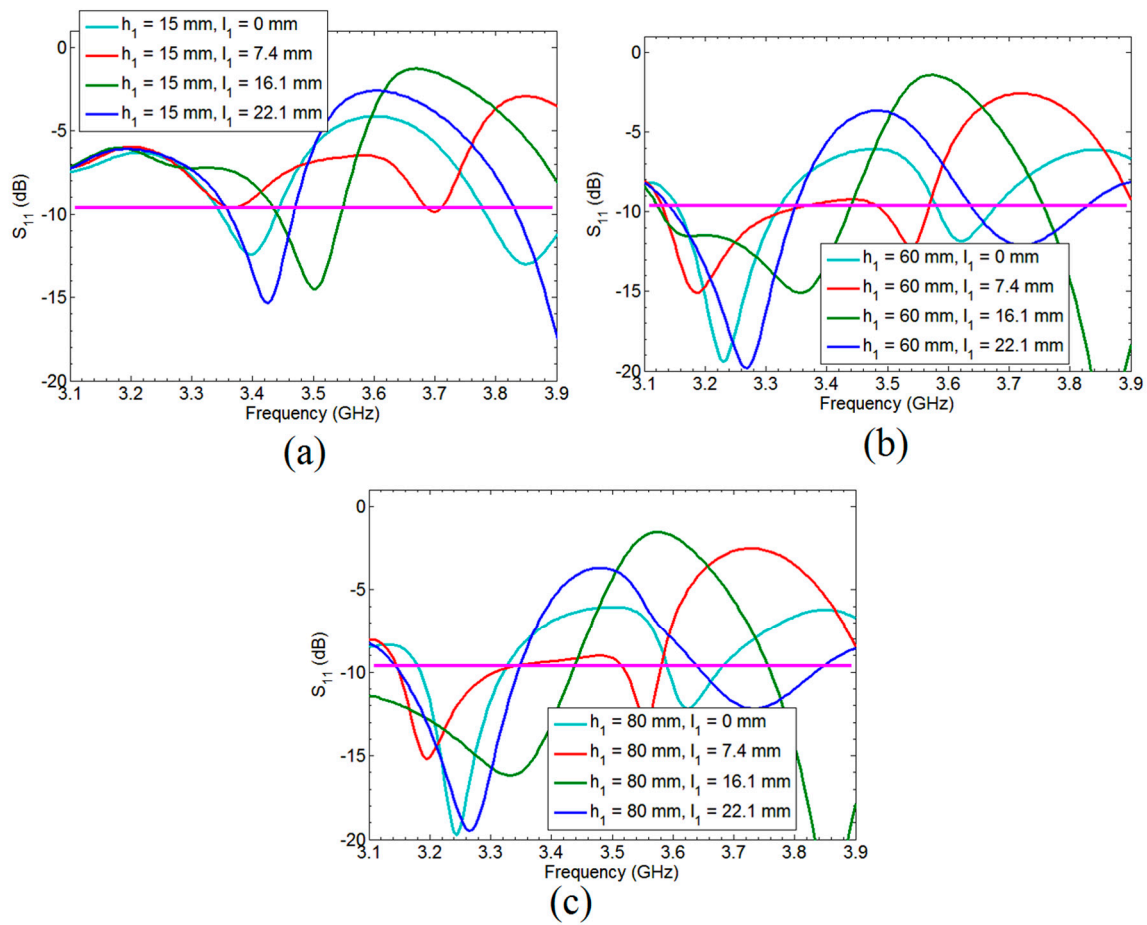 h1 = 15 mm, l1 = 0 mm
h1 = 15 mm, l1 = 7.4 mm
h1 = 15 mm, l1 = 16.1 mm
h1 = 15 mm, l1 = 22.1 mm
0
-5
-10
-15
-20
S11 (dB)
3.1 3.2 3.3 3.4 3.5 3.6 3.7 3.8 3.9
Frequency (GHz)
(a)
0
-5
-10
-15
-20
S11 (dB)
h1 = 60 mm, l1 = 0 mm
h1 = 60 mm, l1 = 7.4 mm
h1 = 60 mm, l1 = 16.1 mm
h1 = 60 mm, l1 = 22.1 mm
3.1 3.2 3.3 3.4 3.5 3.6 3.7 3.8 3.9
Frequency (GHz)
(b)
0
-5
-10
-15
-20
S11 (dB)
h1 = 80 mm, l1 = 0 mm
h1 = 80 mm, l1 = 7.4 mm
h1 = 80 mm, l1 = 16.1 mm
h1 = 80 mm, l1 = 22.1 mm
3.1 3.2 3.3 3.4 3.5 3.6 3.7 3.8 3.9
Frequency (GHz)
(c)